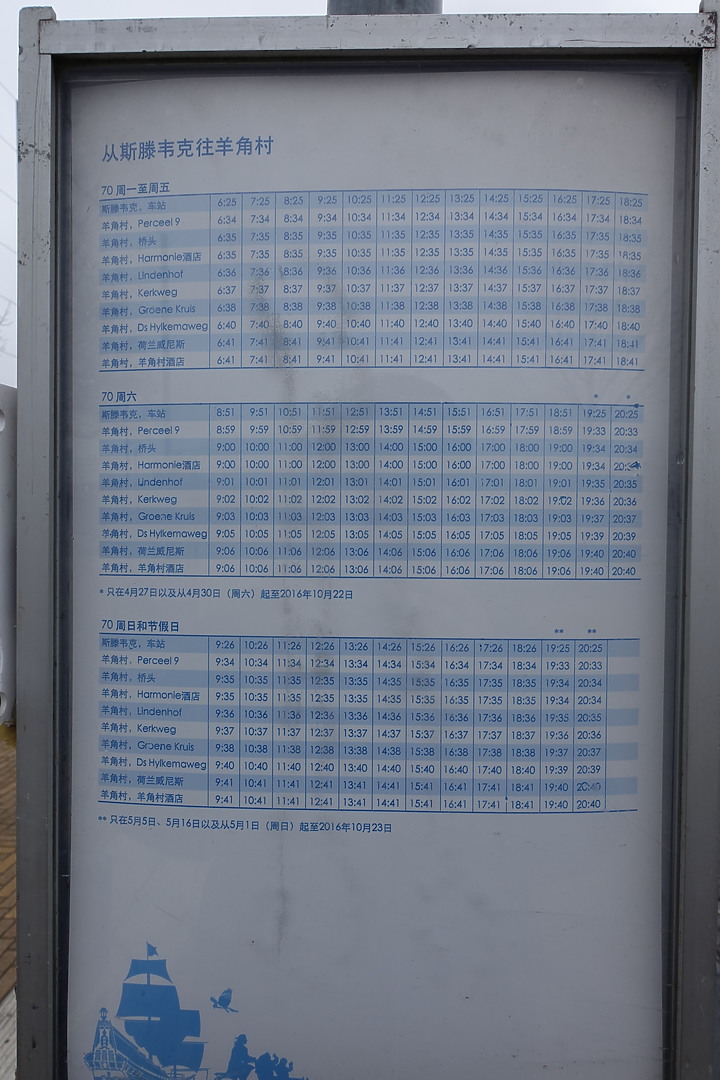 从斯滕韦克往羊角村
70 周一至周五
斯滕韦克，车站 6:25 7:25 8:25 9:25 10:25 11:25 12:25 13:25 14:25 15:25 16:25 17:25 18:25
羊角村，Perceel 9 6:34 7:34 8:34 9:34 10:34 11:34 12:34 13:34 14:34 15:34 16:34 17:34 18:34
羊角村，桥头 6:35 7:35 8:35 9:35 10:35 11:35 12:35 13:35 14:35 15:35 16:35 17:35 18:35
羊角村，Harmonie酒店 6:35 7:35 8:35 9:35 10:35 11:35 12:35 13:35 14:35 15:35 16:35 17:35 18:35
羊角村，Lindenhof 6:36 7:36 8:36 9:36 10:36 11:36 12:36 13:36 14:36 15:36 16:36 17:36 18:36
羊角村，Kerkweg 6:37 7:37 8:37 9:37 10:37 11:37 12:37 13:37 14:37 15:37 16:37 17:37 18:37
羊角村，Groene Kruis 6:38 7:38 8:38 9:38 10:38 11:38 12:38 13:38 14:38 15:38 16:38 17:38 18:38
羊角村，Ds Hylkemaweg 6:40 7:40 8:40 9:40 10:40 11:40 12:40 13:40 14:40 15:40 16:40 17:40 18:40
羊角村，荷兰威尼斯 6:41 7:41 8:41 9:41 10:41 11:41 12:41 13:41 14:41 15:41 16:41 17:41 18:41
羊角村，羊角村酒店 6:41 7:41 8:41 9:41 10:41 11:41 12:41 13:41 14:41 15:41 16:41 17:41 18:41
70 周六 * *
斯滕韦克，车站 8:51 9:51 10:51 11:51 12:51 13:51 14:51 15:51 16:51 17:51 18:51 19:25 20:25
羊角村，Perceel 9 8:59 9:59 10:59 11:59 12:59 13:59 14:59 15:59 16:59 17:59 18:59 19:33 20:33
羊角村，桥头 9:00 10:00 11:00 12:00 13:00 14:00 15:00 16:00 17:00 18:00 19:00 19:34 20:34
羊角村，Harmonie酒店 9:00 10:00 11:00 12:00 13:00 14:00 15:00 16:00 17:00 18:00 19:00 19:34
羊角村，Lindenhof 9:01 10:01 11:01 12:01 13:01 14:01 15:01 16:01 17:01 18:01 19:01 19:35 20:35
羊角村，Kerkweg 9:02 10:02 11:02 12:02 13:02 14:02 15:02 16:02 17:02 18:02 19:02 19:36 20:36
羊角村，Groene Kruis 9:03 10:03 11:03 12:03 13:03 14:03 15:03 16:03 17:03 18:03 19:03 19:37 20:37
羊角村，Ds Hylkemaweg 9:05 10:05 11:05 12:05 13:05 14:05 15:05 16:05 17:05 18:05 19:05 19:39 20:39
羊角村，荷兰威尼斯 9:06 10:06 11:06 12:06 13:06 14:06 15:06 16:06 17:06 18:06 19:06 19:40 20:40
羊角村，羊角村酒店 9:06 10:06 11:06 12:06 13:06 14:06 15:06 16:06 17:06 18:06 19:06 19:40 20:40
* 只在4月27日以及从4月30日（周六）起至2016年10月22日
70 周日和节假日 ** **
斯滕韦克，车站 9:26 10:26 11:26 12:26 13:26 14:26 15:26 16:26 17:26 18:26 19:25 20:25
羊角村，Perceel 9 9:34 10:34 11:34 12:34 13:34 14:34 15:34 16:34 17:34 18:34 19:33 20:33
羊角村，桥头 9:35 10:35 11:35 12:35 13:35 14:35 15:35 16:35 17:35 18:35 19:34 20:34
羊角村，Harmonie酒店 9:35 10:35 11:35 12:35 13:35 14:35 15:35 16:35 17:35 18:35 19:34 20:34
羊角村，Lindenhof 9:36 10:36 11:36 12:36 13:36 14:36 15:36 16:36 17:36 18:36 19:35 20:35
羊角村，Kerkweg 9:37 10:37 11:37 12:37 13:37 14:37 15:37 16:37 17:37 18:37 19:36 20:36
羊角村，Groene Kruis 9:38 10:38 11:38 12:38 13:38 14:38 15:38 16:38 17:38 18:38 19:37 20:37
羊角村，Ds Hylkemaweg 9:40 10:40 11:40 12:40 13:40 14:40 15:40 16:40 17:40 18:40 19:39 20:39
羊角村，荷兰威尼斯 9:41 10:41 11:41 12:41 13:41 14:41 15:41 16:41 17:41 18:41 19:40 20:40
羊角村，羊角村酒店 9:41 10:41 11:41 12:41 13:41 14:41 15:41 16:41 17:41 18:41 19:40 20:40
** 只在5月5日、5月16日以及从5月1日（周日）起至2016年10月23日